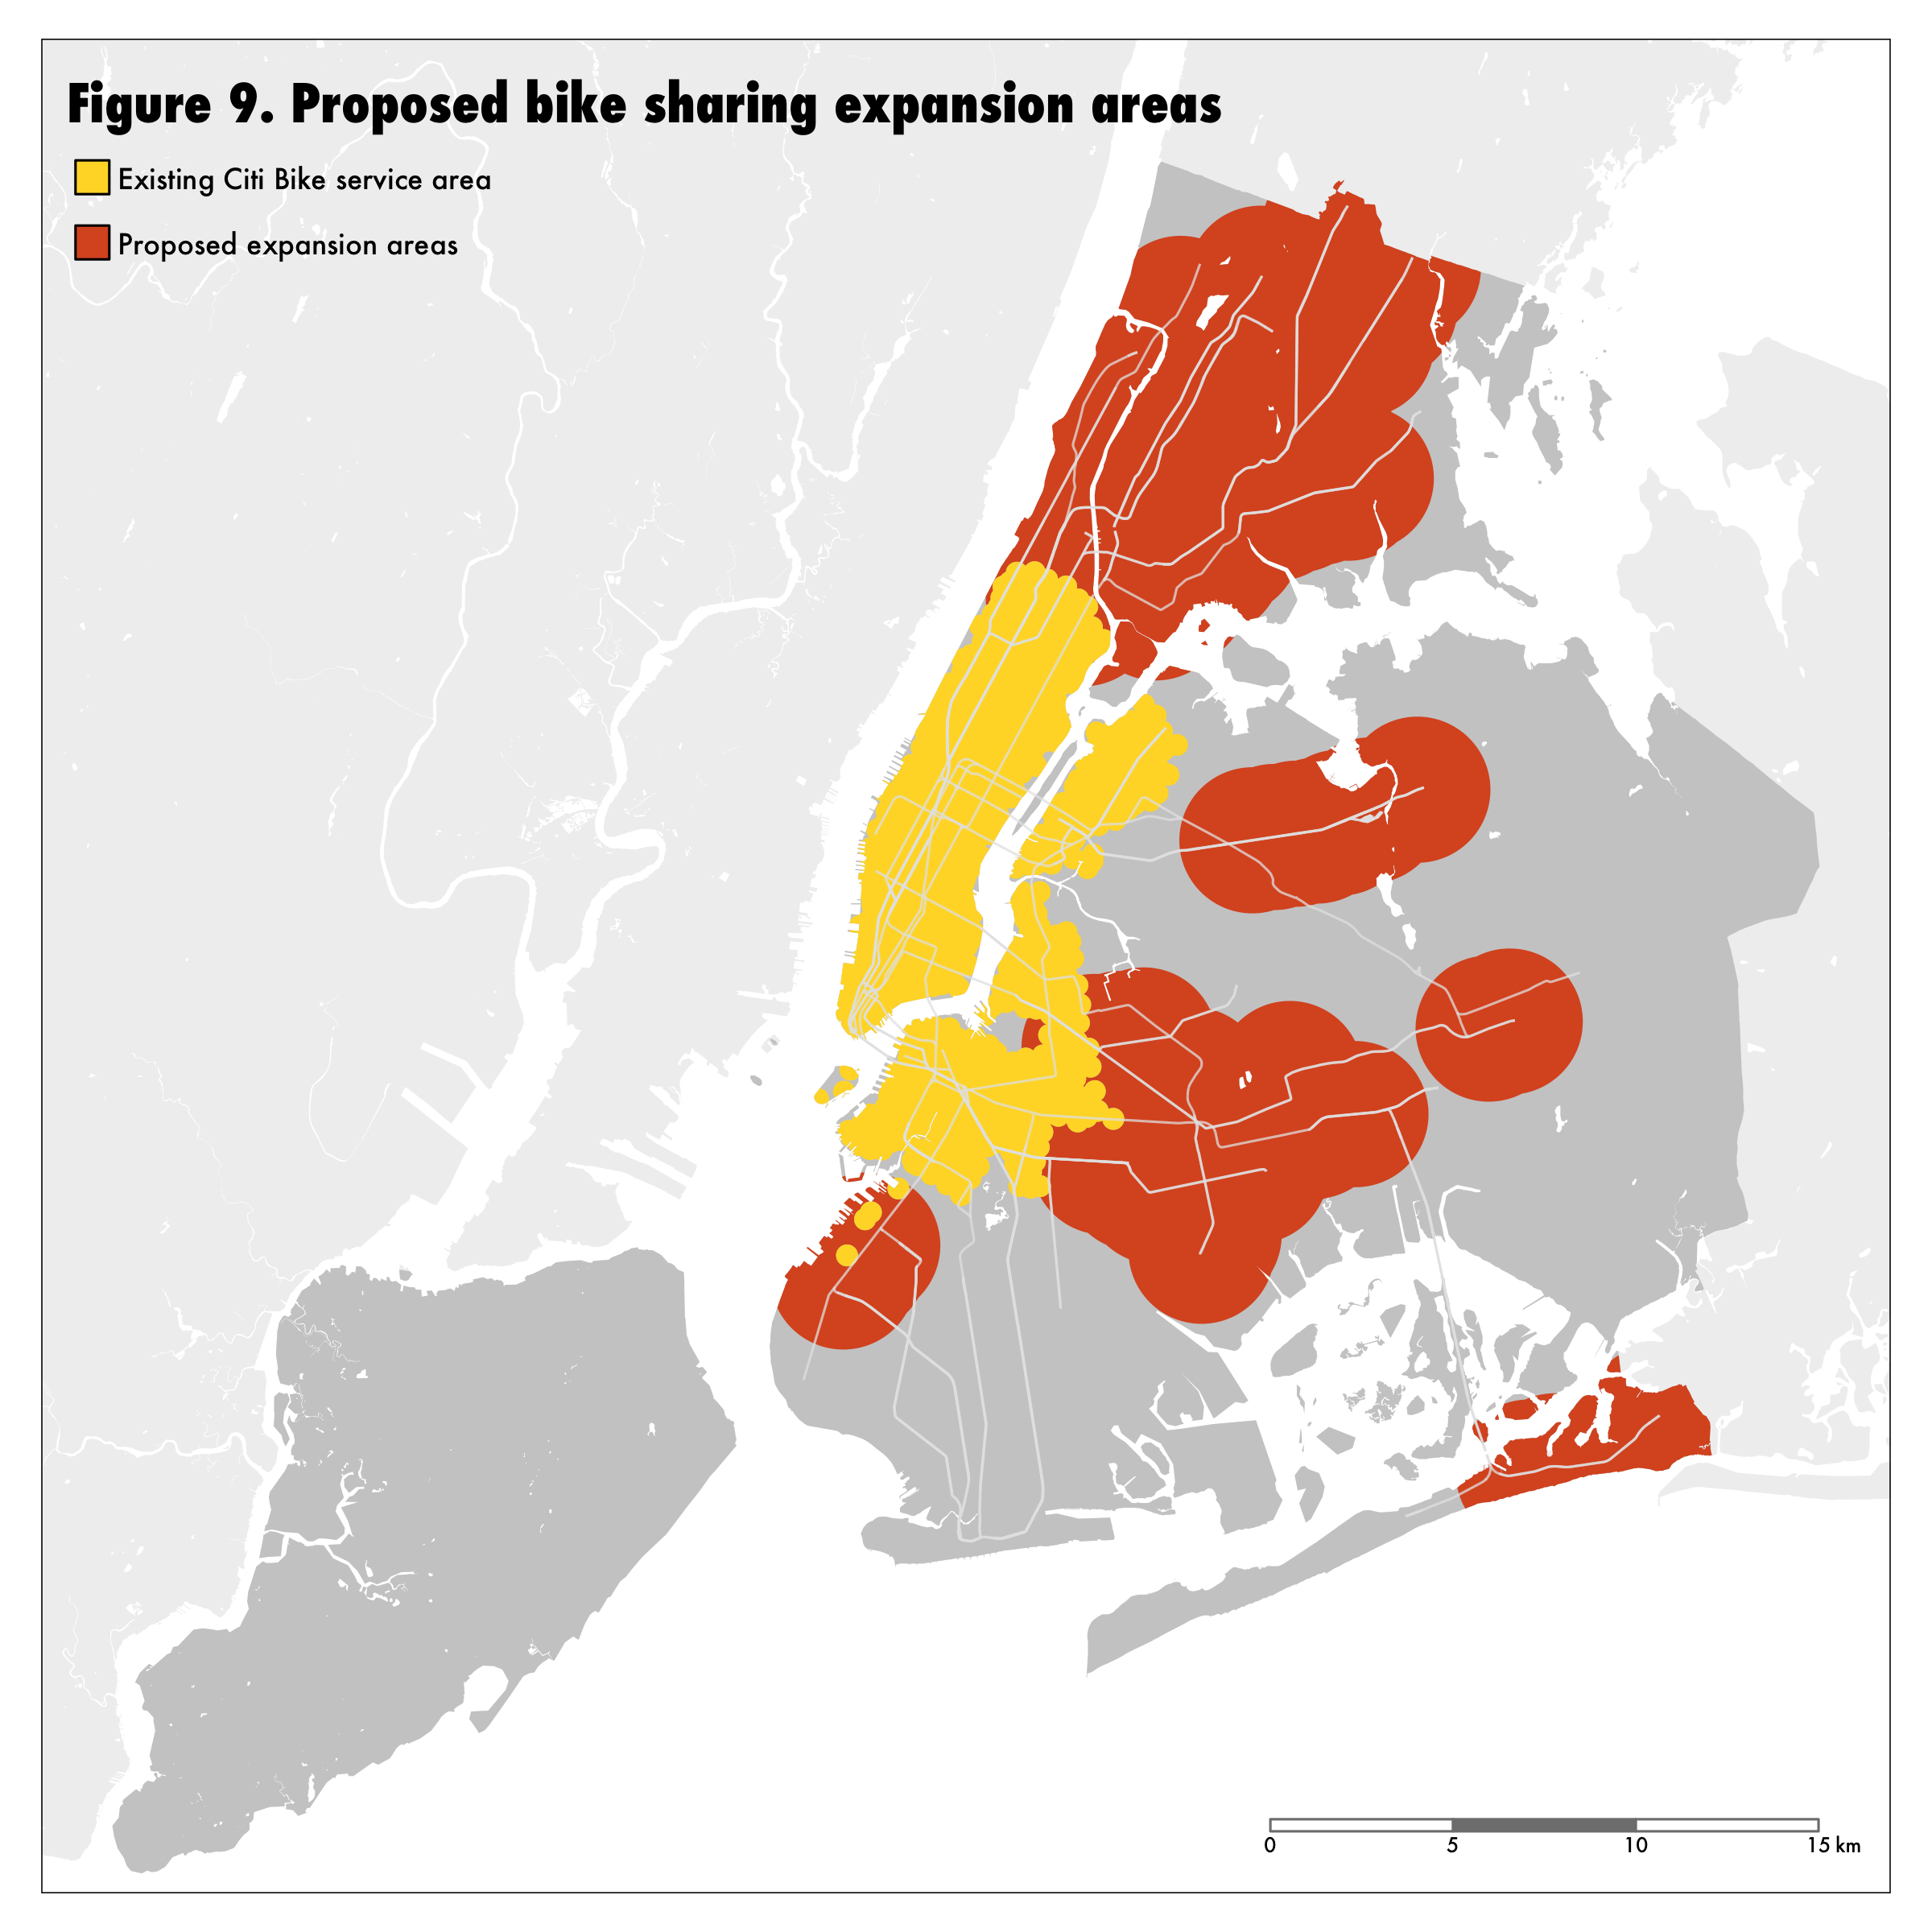 Figure 9. Proposed bike sharing expansion areas
Existing Citi Bike service area
Proposed expansion areas
0 5 10 15 km